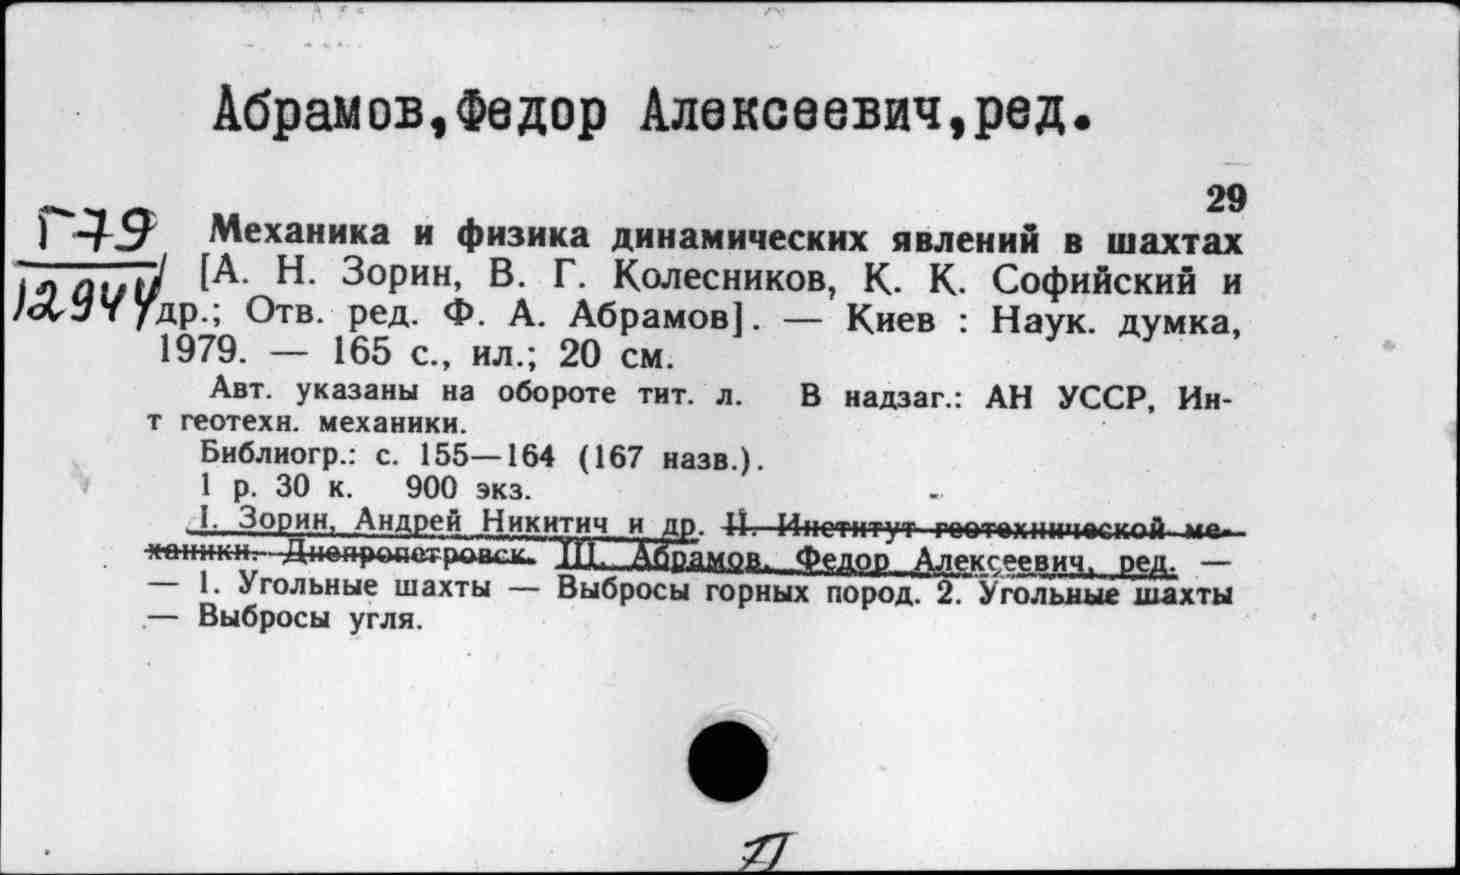 Абрамов,Федор Алексеевич,ред.
29
Г79
12944
Механика и физика динамических явлений в шахтах
[А. Н. Зорин, В. Г. Колесников, К. К. Софийский и
др.; Отв. ред. Ф. А. Абрамов]. — Киев : Наук. думка,
1979. — 165 с., ил.; 20 см.
Авт. указаны на обороте тит. л. В надзаг.: АН УССР, Ин-
т геотехн. механики.
Библиогр.: с. 155—164 (167 назв.).
1 р. 30 к. 900 экз.
I. Зорин, Андрей Никитич и др. II. Институт геотехнической ме-
ханики. Днепропетровск. III. Абрамов, Федор Алексеевич, ред. —
— 1. Угольные шахты — Выбросы горных пород. 2. Угольные шахты
— Выбросы угля.